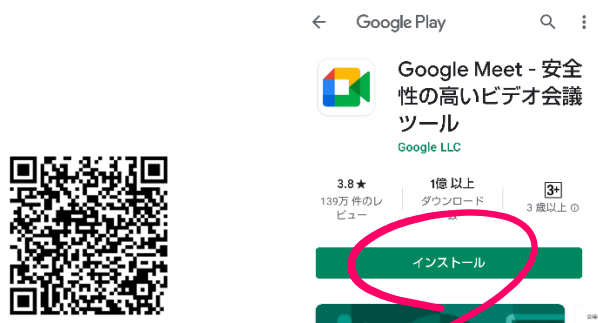 Google Play
Google Meet - 安全
性の高いビデオ会議
ツール
Google LLC
3.8★
139万 件のレ
ビュー
1億 以上
ダウンロード
数
3+
3 歳以上
インストール